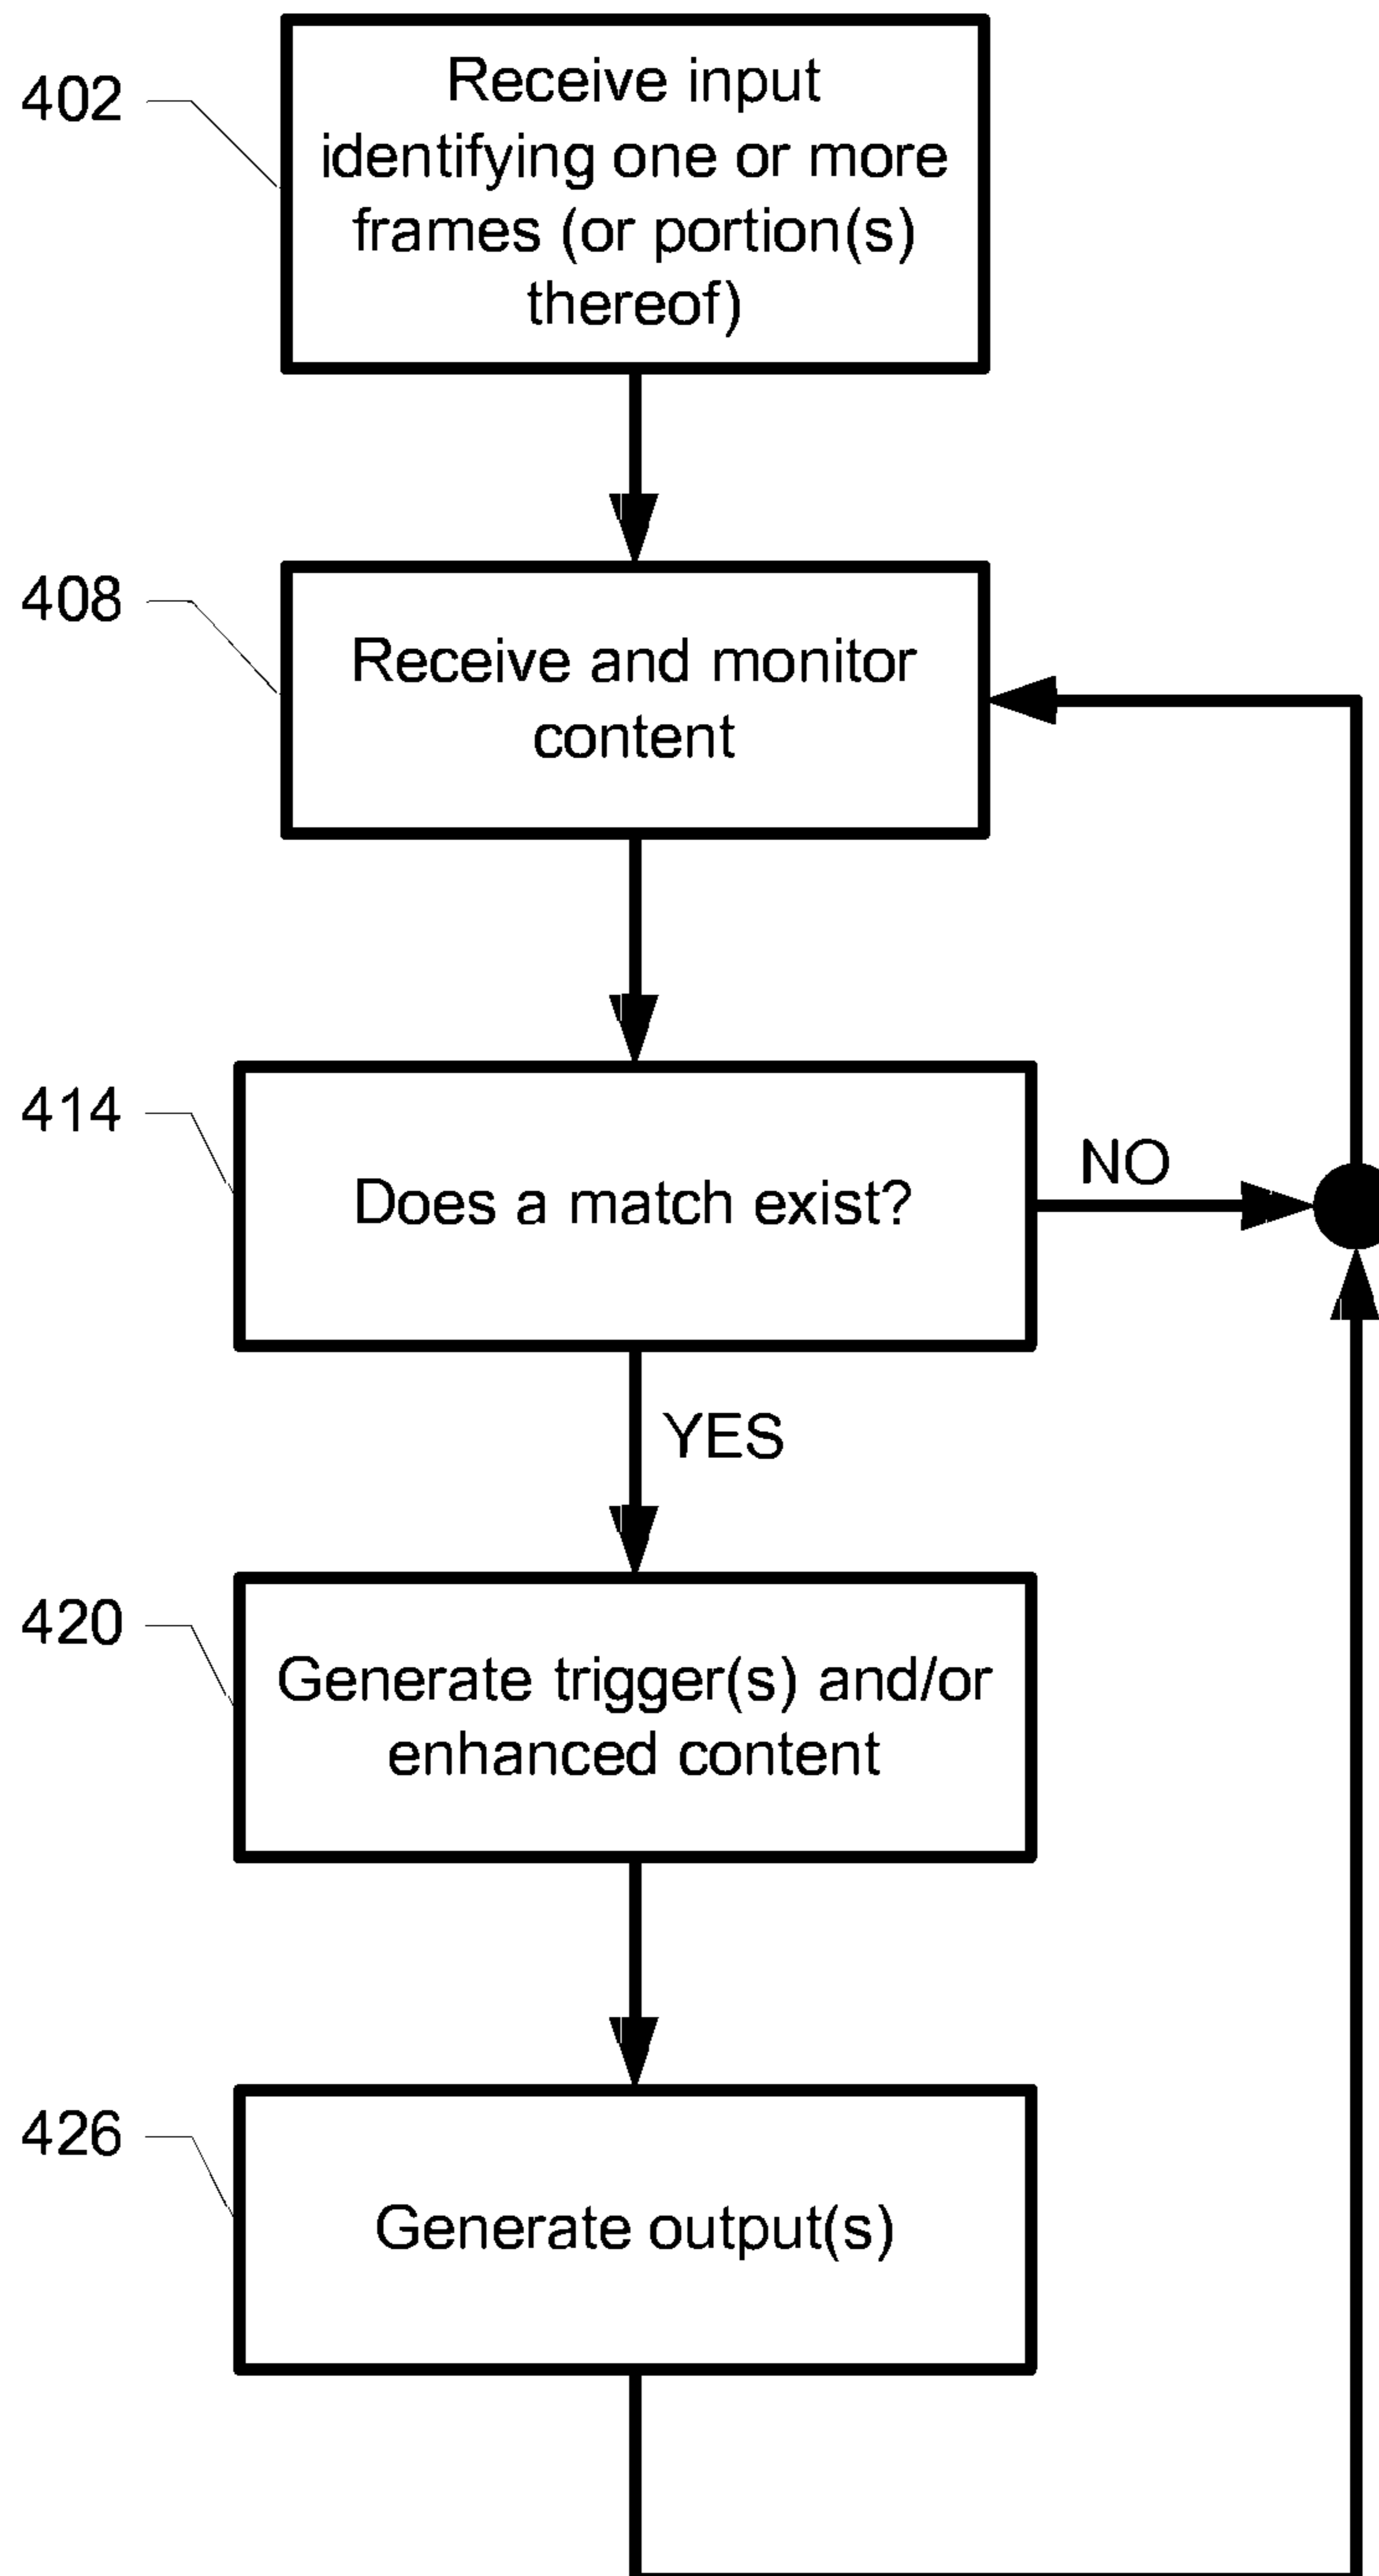 402
Receive input
identifying one or more
frames (or portion(s)
thereof)
408
Receive and monitor
content
414
Does a match exist?
NO
YES
420
Generate trigger(s) and/or
enhanced content
426
Generate output(s)